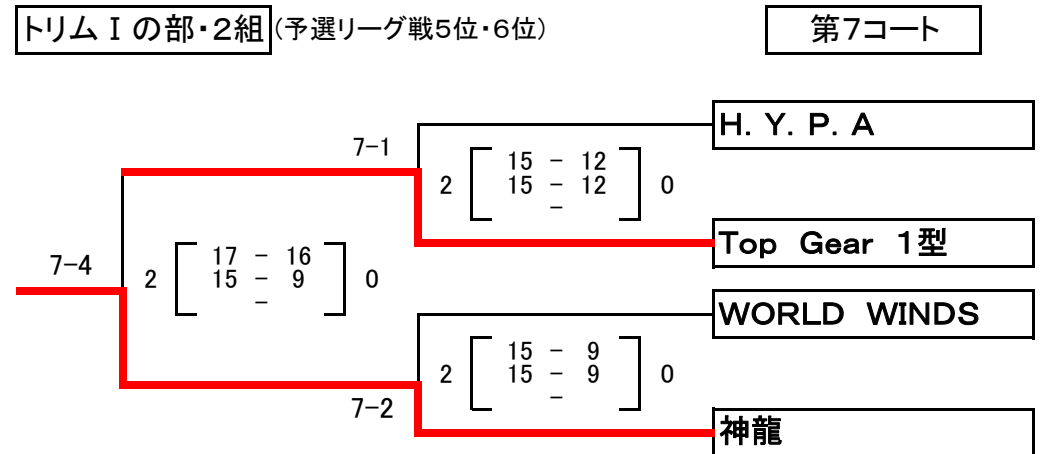 トリムⅠの部・２組 (予選リーグ戦５位・６位) 第７コート
H．Y．P．A
7-1
15 - 12
2 15 - 12 0
-
Top Gear １型
7-4
17 - 16
2 15 - 9 0
-
WORLD WINDS
15 - 9
2 15 - 9 0
-
7-2
神龍